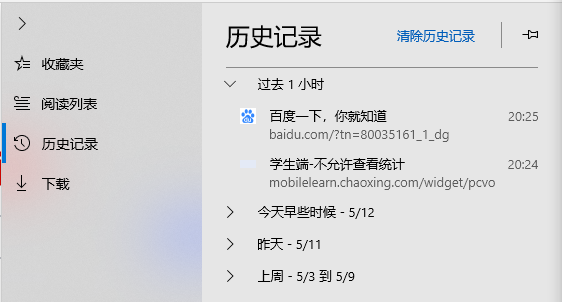 收藏夹
阅读列表
历史记录
下载
历史记录 清除历史记录
过去 1 小时
百度一下，你就知道 20:25
baidu.com/?tn=80035161_1_dg
学生端-不允许查看统计 20:24
mobilelearn.chaoxing.com/widget/pcvo
今天早些时候 - 5/12
昨天 - 5/11
上周 - 5/3 到 5/9